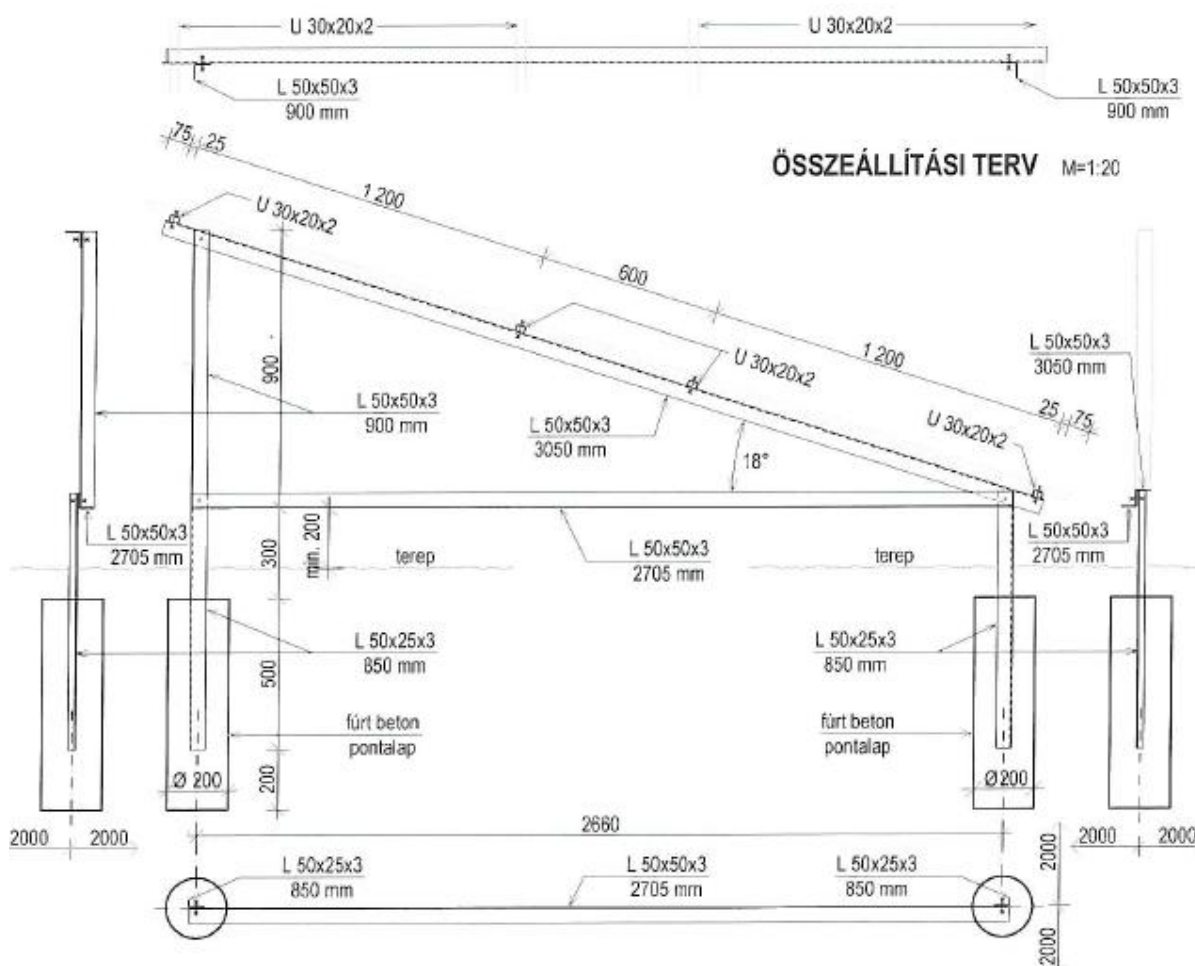 U 30x20x2
U 30x20x2
L 50x50x3
900 mm
L 50x50x3
900 mm
75
25
ÖSSZEÁLLÍTÁSI TERV M=1:20
1 200
U 30x20x2
600
1 200
L 50x50x3
3050 mm
U 30x20x2
900
L 50x50x3
900 mm
L 50x50x3
3050 mm
25
75
U 30x20x2
18°
L 50x50x3
2705 mm
300
min. 200
terep
L 50x50x3
2705 mm
terep
L 50x50x3
2705 mm
L 50x25x3
850 mm
L 50x25x3
850 mm
500
fúrt beton
pontalap
fúrt beton
pontalap
Ø 200
200
Ø200
2000
2000
2660
2000
2000
2000
L 50x25x3
850 mm
L 50x50x3
2705 mm
L 50x25x3
850 mm
2000